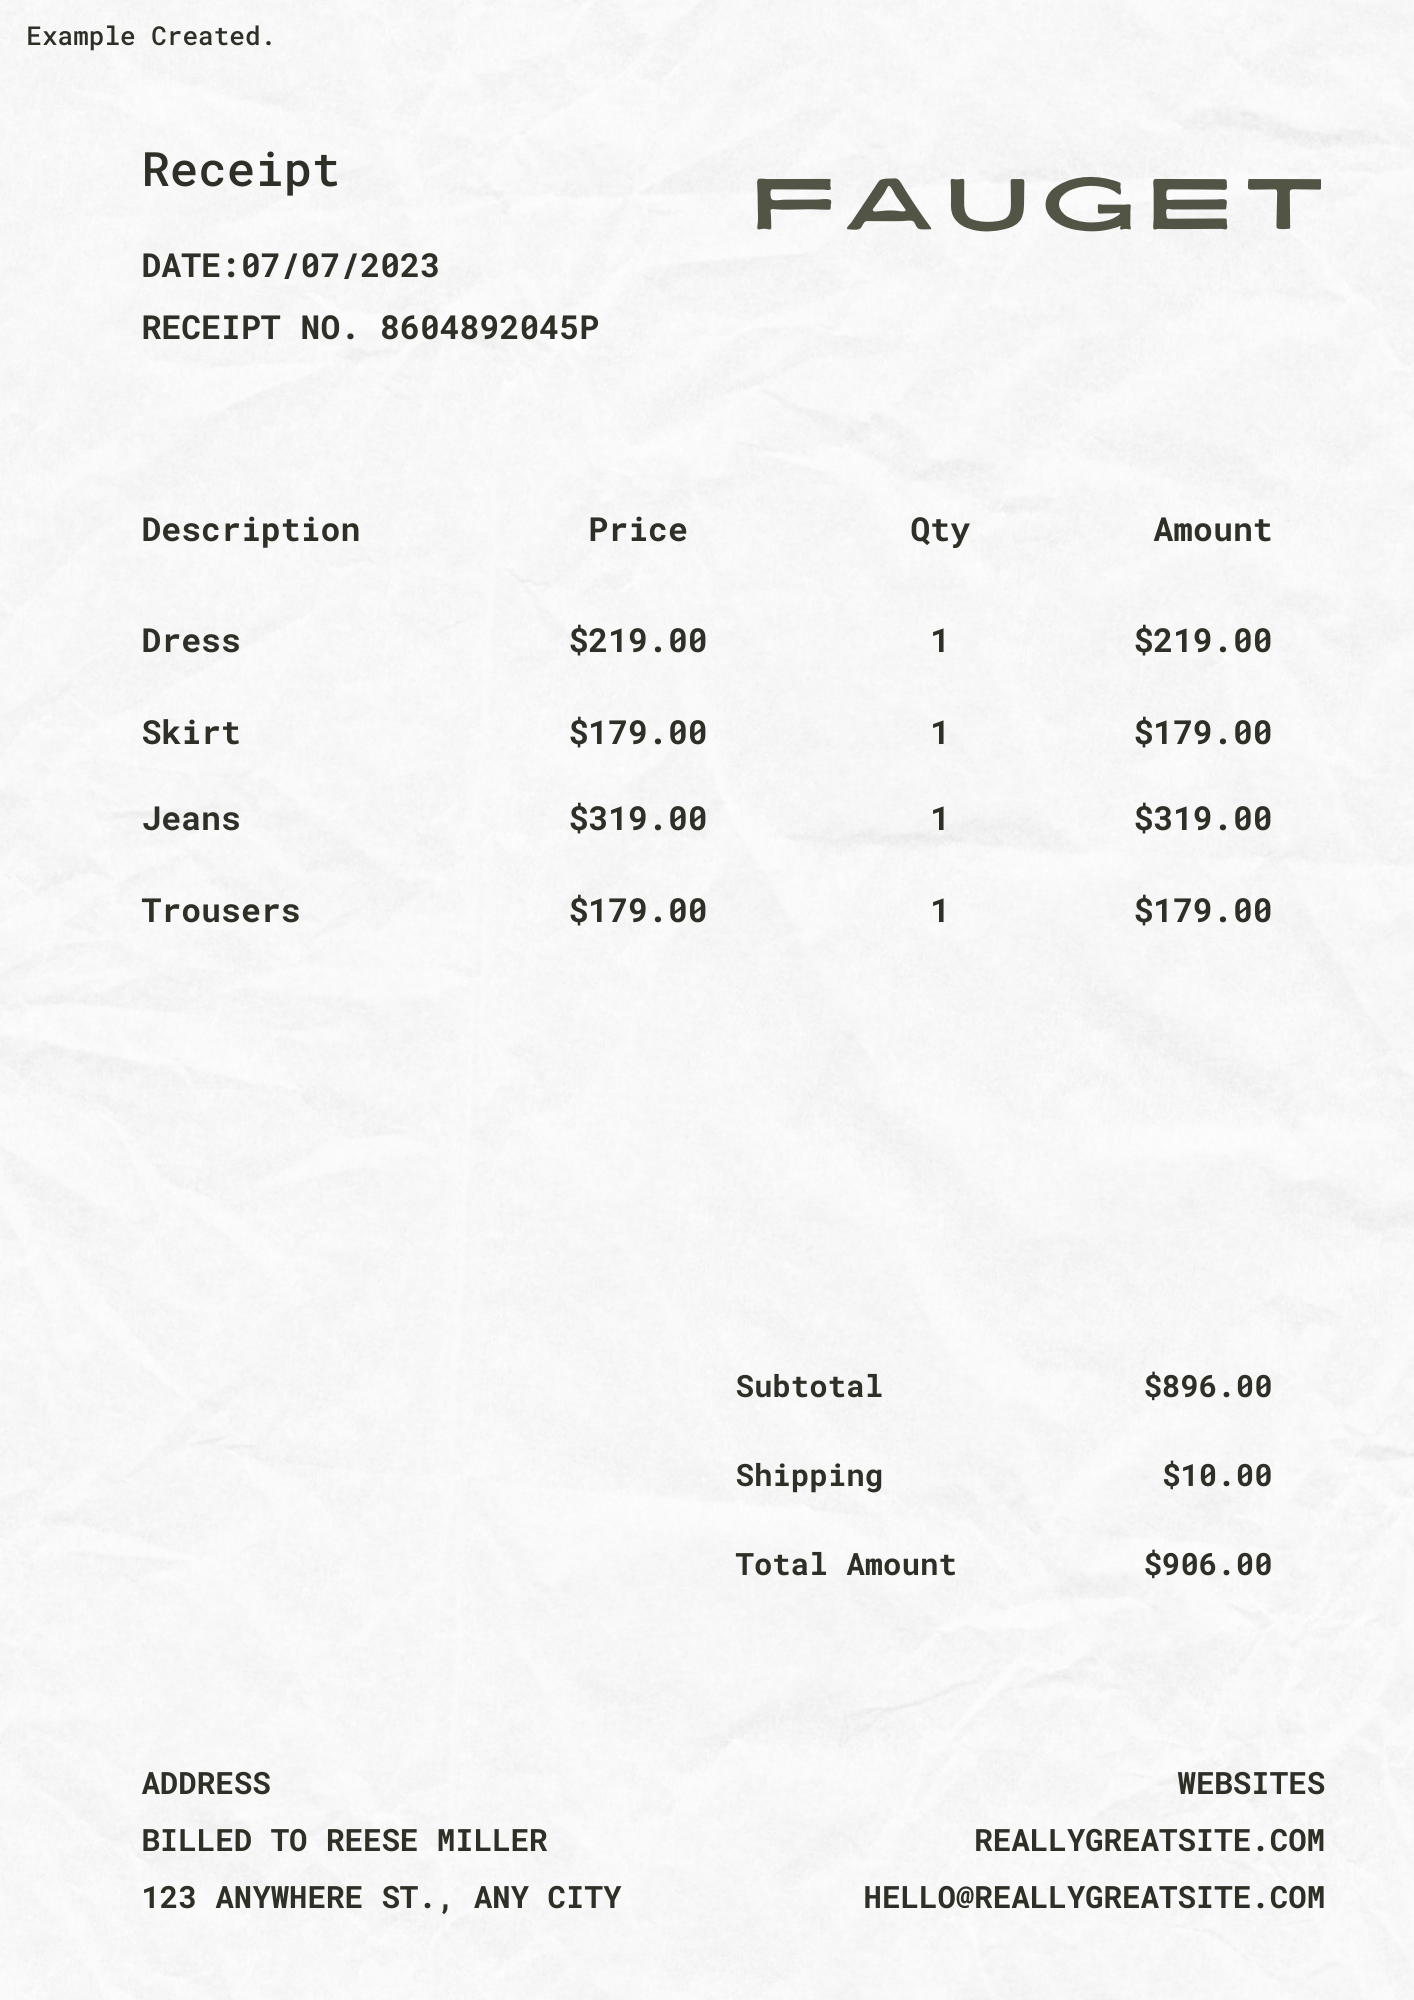 Example Created.
Receipt
FAUGET
DATE:07/07/2023
RECEIPT NO. 8604892045P
Description Price Qty Amount
Dress $219.00 1 $219.00
Skirt $179.00 1 $179.00
Jeans $319.00 1 $319.00
Trousers $179.00 1 $179.00
Subtotal $896.00
Shipping $10.00
Total Amount $906.00
ADDRESS WEBSITES
BILLED TO REESE MILLER REALLYGREATSITE.COM
123 ANYWHERE ST., ANY CITY HELLO@REALLYGREATSITE.COM